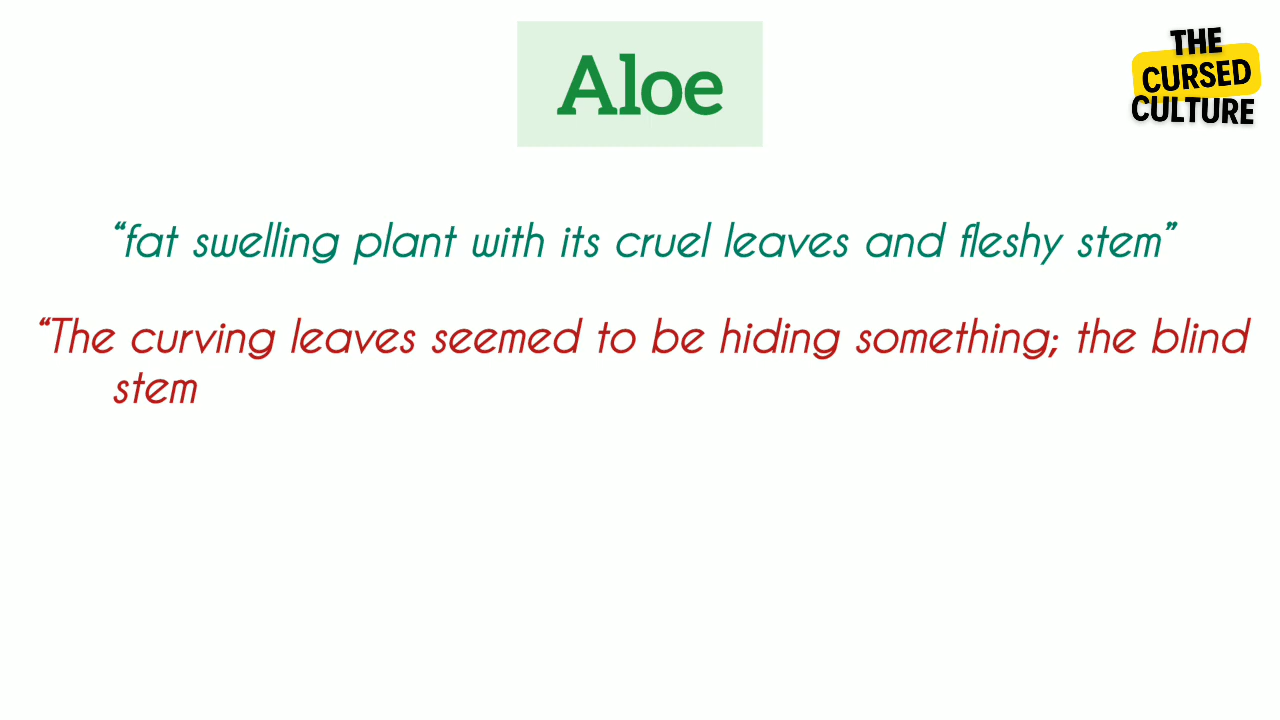 Aloe
THE
CURSED
CULTURE
“fat swelling plant with its cruel leaves and fleshy stem”
“The curving leaves seemed to be hiding something; the blind
stem